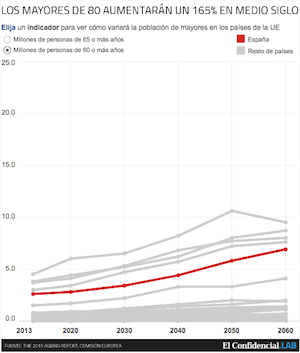 LOS MAYORES DE 80 AUMENTARÁN UN 165% EN MEDIO SIGLO
Elija un indicador para ver cómo variará la población de mayores en los países de la UE
Millones de personas de 65 o más años
Millones de personas de 80 o más años
España
Resto de países
25.0
20.0
15.0
10.0
5.0
0.0
2013 2020 2030 2040 2050 2060
FUENTE: THE 2015 AGEING REPORT, COMISIÓN EUROPEA
El Confidencial.LAB